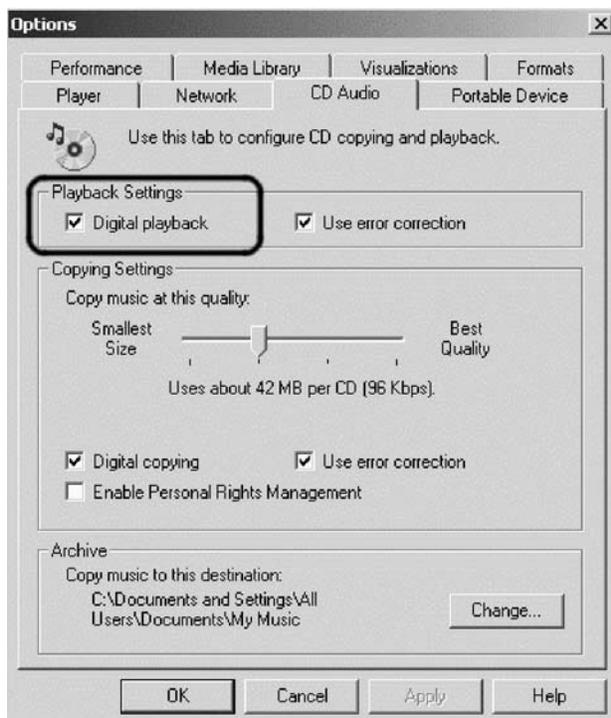 Options
Performance Media Library Visualizations Formats
Player Network CD Audio Portable Device
Use this tab to configure CD copying and playback.
Playback Settings
Digital playback Use error correction
Copying Settings
Copy music at this quality:
Smallest Size Best Quality
Uses about 42 MB per CD (96 Kbps).
Digital copying Use error correction
Enable Personal Rights Management
Archive
Copy music to this destination:
C:\Documents and Settings\All
Users\Documents\My Music
Change...
OK Cancel Apply Help